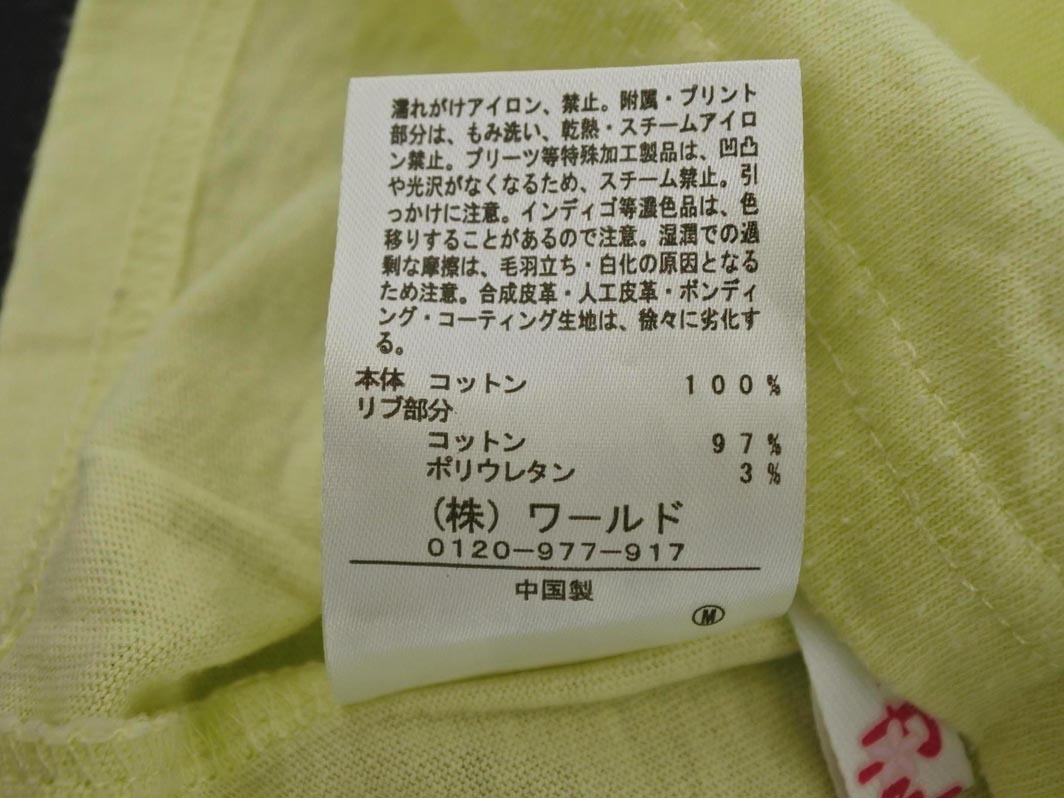 濡れがけアイロン、禁止。附属・プリント
部分は、もみ洗い、乾熱・スチームアイロ
ン禁止。プリーツ等特殊加工製品は、凹凸
や光沢がなくなるため、スチーム禁止。引
っかけに注意。インディゴ等濃色品は、色
移りすることがあるので注意。湿潤での過
剰な摩擦は、毛羽立ち・白化の原因となる
ため注意。合成皮革・人工皮革・ボンディ
ング・コーティング生地は、徐々に劣化す
る。
本体 コットン 100%
リブ部分
コットン 97%
ポリウレタン 3%
(株) ワールド
0120-977-917
中国製
M